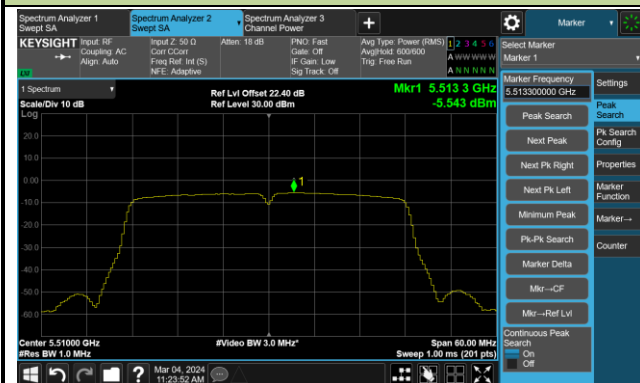 Spectrum Analyzer 1
Swept SA
Spectrum Analyzer 2
Swept SA
Spectrum Analyzer 3
Channel Power
+
Marker
KEYSIGHT
Input: RF
Coupling: AC
Align: Auto
Input Z: 50 Ω
Corr CCorr
Freq Ref: Int (S)
NFE: Adaptive
Atten: 18 dB
PNO: Fast
Gate: Off
IF Gain: Low
Sig Track: Off
Avg Type: Power (RMS)
Avg|Hold: 600/600
Trig: Free Run
1 2 3 4 5 6
A W W W W W
A N N N N N
Select Marker
Marker 1
LXI
1 Spectrum
Scale/Div 10 dB
Log
Ref Lvl Offset 22.40 dB
Ref Level 30.00 dBm
Mkr1 5.513 3 GHz
-5.543 dBm
20.0
10.0
0.00
-10.0
-20.0
-30.0
-40.0
-50.0
-60.0
1
Center 5.51000 GHz
#Res BW 1.0 MHz
#Video BW 3.0 MHz*
Span 60.00 MHz
Sweep 1.00 ms (201 pts)
Marker Frequency
5.513300000 GHz
Peak Search
Next Peak
Next Pk Right
Next Pk Left
Minimum Peak
Pk-Pk Search
Marker Delta
Mkr→CF
Mkr→Ref Lvl
Continuous Peak
Search
On
Off
Settings
Peak
Search
Pk Search
Config
Properties
Marker
Function
Marker→
Counter
?
Mar 04, 2024
11:23:52 AM